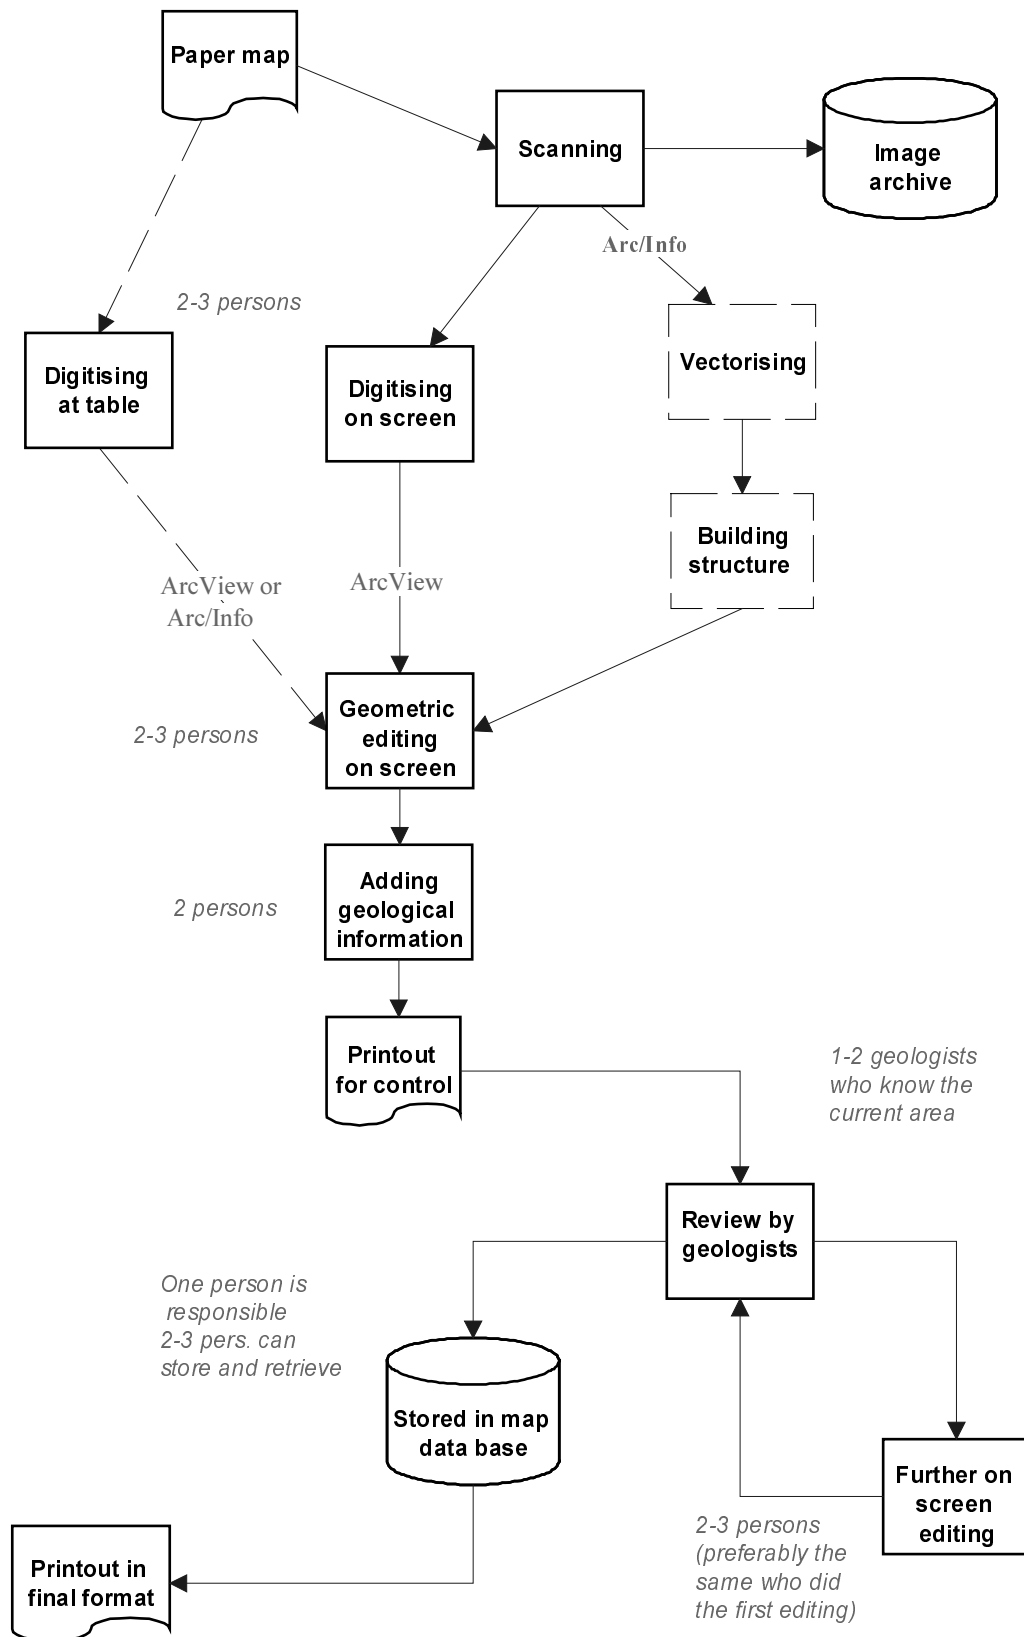 Paper map
Scanning
Image
archive
Arc/Info
2-3 persons
Digitising
at table
Digitising
on screen
Vectorising
Building
structure
ArcView or
Arc/Info
ArcView
Geometric
editing
on screen
2-3 persons
Adding
geological
information
2 persons
Printout
for control
1-2 geologists
who know the
current area
Review by
geologists
One person is
responsible
2-3 pers. can
store and retrieve
Stored in map
data base
Further on
screen
editing
2-3 persons
(preferably the
same who did
the first editing)
Printout in
final format